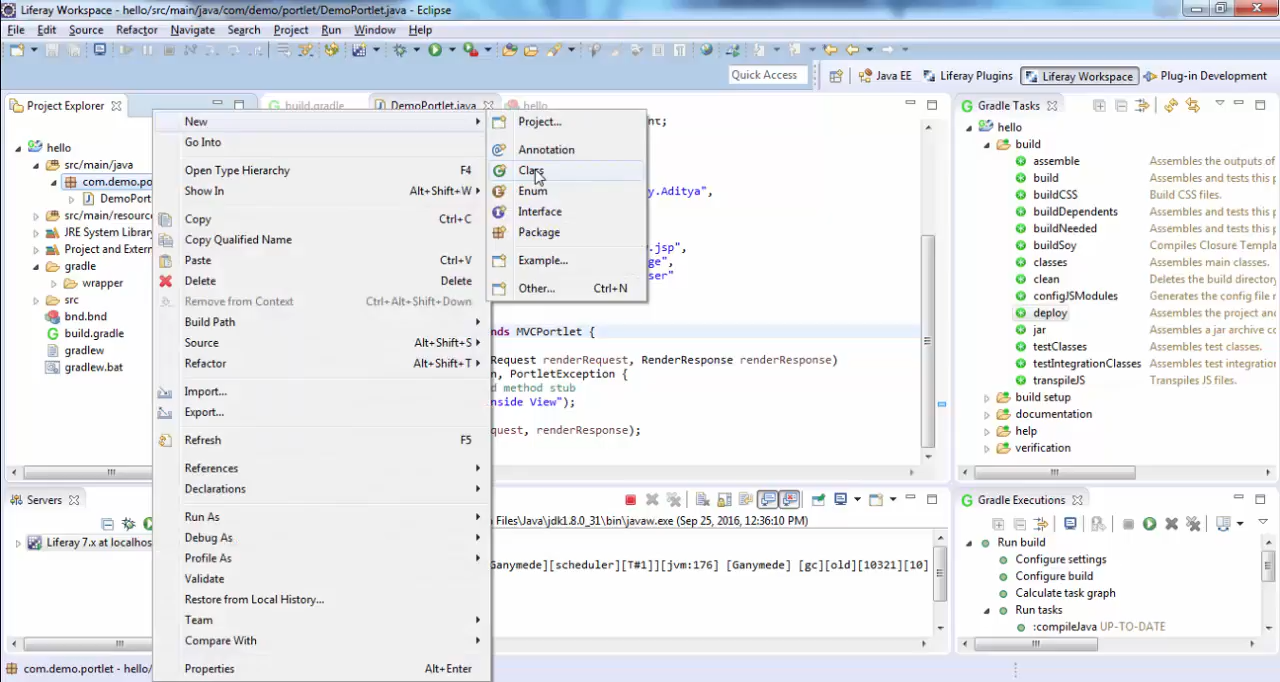 Liferay Workspace - hello/src/main/java/com/demo/portlet/DemoPortlet.java - Eclipse
File Edit Source Refactor Navigate Search Project Run Window Help
Quick Access
Java EE
Liferay Plugins
Liferay Workspace
Plug-in Development
Project Explorer
hello
src/main/java
com.demo.po
DemoPort
src/main/resourc
JRE System Library
Project and Extern
gradle
wrapper
src
bnd.bnd
build.gradle
gradlew
gradlew.bat
New
Go Into
Open Type Hierarchy F4
Show In Alt+Shift+W
Copy Ctrl+C
Copy Qualified Name
Paste Ctrl+V
Delete Delete
Remove from Context Ctrl+Alt+Shift+Down
Build Path
Source Alt+Shift+S
Refactor Alt+Shift+T
Import...
Export...
Refresh F5
References
Declarations
Run As
Debug As
Profile As
Validate
Restore from Local History...
Team
Compare With
Properties Alt+Enter
Project...
Annotation
Class
Enum
Interface
Package
Example...
Other... Ctrl+N
build.gradle
DemoPortlet.java
hello
nt;
y.Aditya",
.jsp",
ge",
ser"
nds MVCPortlet {
Request renderRequest, RenderResponse renderResponse)
n, PortletException {
d method stub
nside View");
quest, renderResponse);
Gradle Tasks
hello
build
assemble Assembles the outputs of
build Assembles and tests this p
buildCSS Build CSS files.
buildDependents Assembles and tests this p
buildNeeded Assembles and tests this p
buildSoy Compiles Closure Templa
classes Assembles main classes.
clean Deletes the build directory
configJSModules Generates the config file
deploy Assembles the project an
jar Assembles a jar archive co
testClasses Assembles test classes.
testIntegrationClasses Assembles test integration
transpileJS Transpiles JS files.
build setup
documentation
help
verification
Servers
Liferay 7.x at localhos
Files\Java\jdk1.8.0_31\bin\javaw.exe (Sep 25, 2016, 12:36:10 PM)
Ganymede][scheduler][T#1]][jvm:176] [Ganymede] [gc][old][10321][10]
Gradle Executions
Run build
Configure settings
Configure build
Calculate task graph
Run tasks
:compileJava UP-TO-DATE
com.demo.portlet - hello/